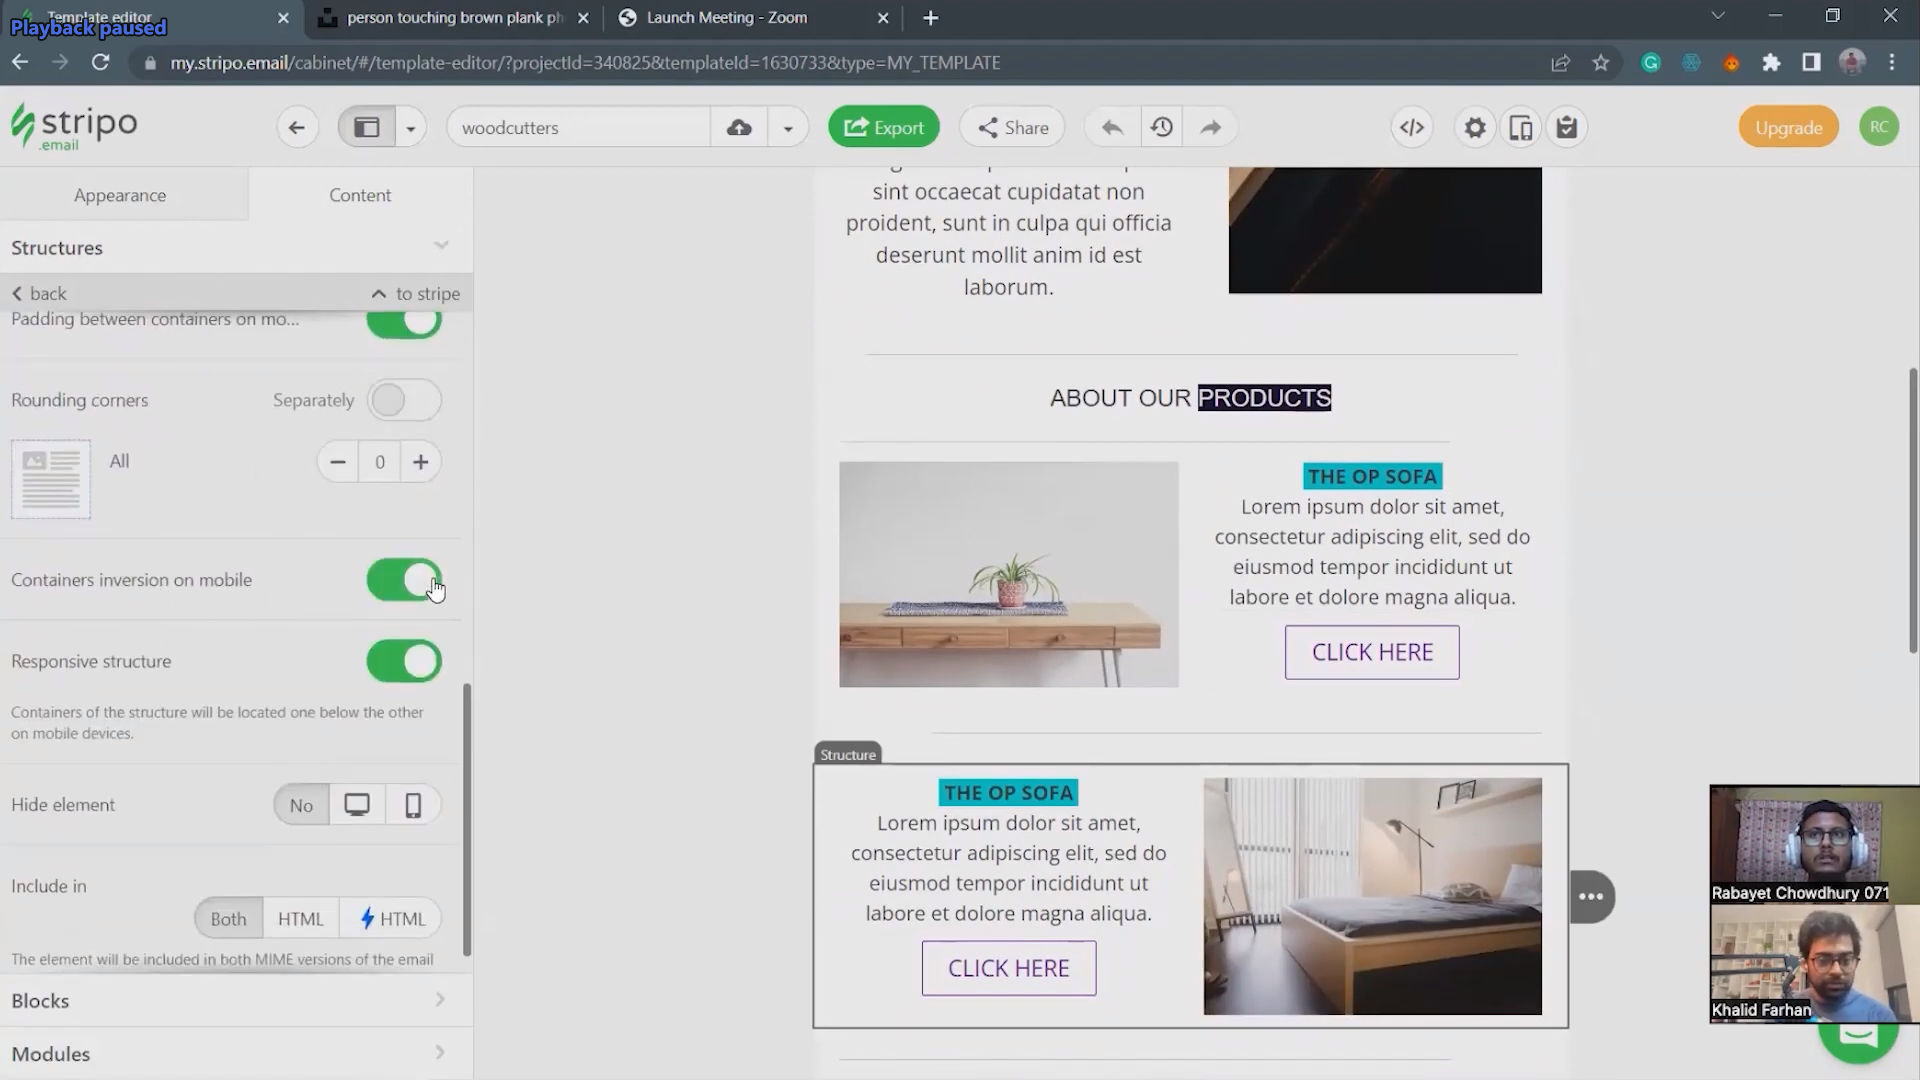 Template editor
Playback paused
person touching brown plank ph
Launch Meeting - Zoom
my.stripo.email/cabinet/#/template-editor/?projectId=340825&templateId=1630733&type=MY_TEMPLATE
stripo
.email
woodcutters
Export
Share
Upgrade
RC
Appearance
Content
Structures
back
to stripe
Padding between containers on mo...
Rounding corners
Separately
All
0
Containers inversion on mobile
Responsive structure
Containers of the structure will be located one below the other
on mobile devices.
Hide element
No
Include in
Both
HTML
HTML
The element will be included in both MIME versions of the email
Blocks
Modules
sint occaecat cupidatat non
proident, sunt in culpa qui officia
deserunt mollit anim id est
laborum.
ABOUT OUR PRODUCTS
THE OP SOFA
Lorem ipsum dolor sit amet,
consectetur adipiscing elit, sed do
eiusmod tempor incididunt ut
labore et dolore magna aliqua.
CLICK HERE
Structure
THE OP SOFA
Lorem ipsum dolor sit amet,
consectetur adipiscing elit, sed do
eiusmod tempor incididunt ut
labore et dolore magna aliqua.
CLICK HERE
Rabayet Chowdhury 071
Khalid Farhan